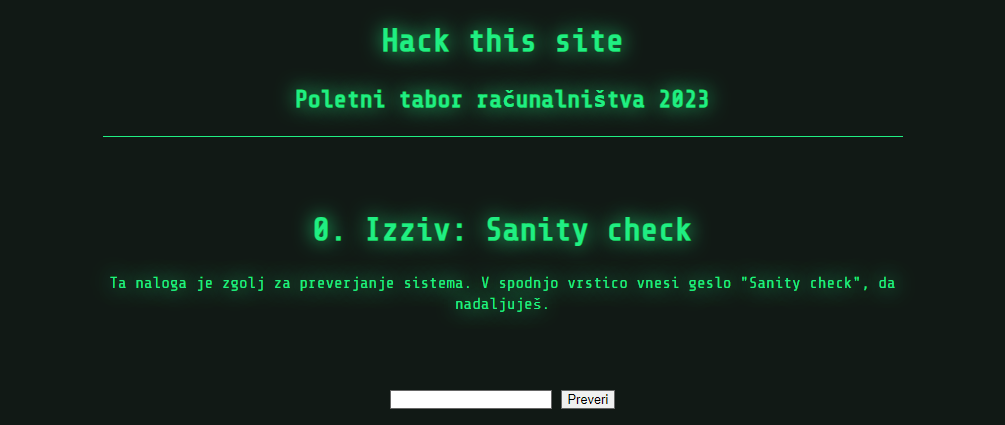 Hack this site
Poletni tabor računalništva 2023
0. Izziv: Sanity check
Ta naloga je zgolj za preverjanje sistema. V spodnjo vrstico vnesi geslo "Sanity check", da
nadaljuješ.
Preveri